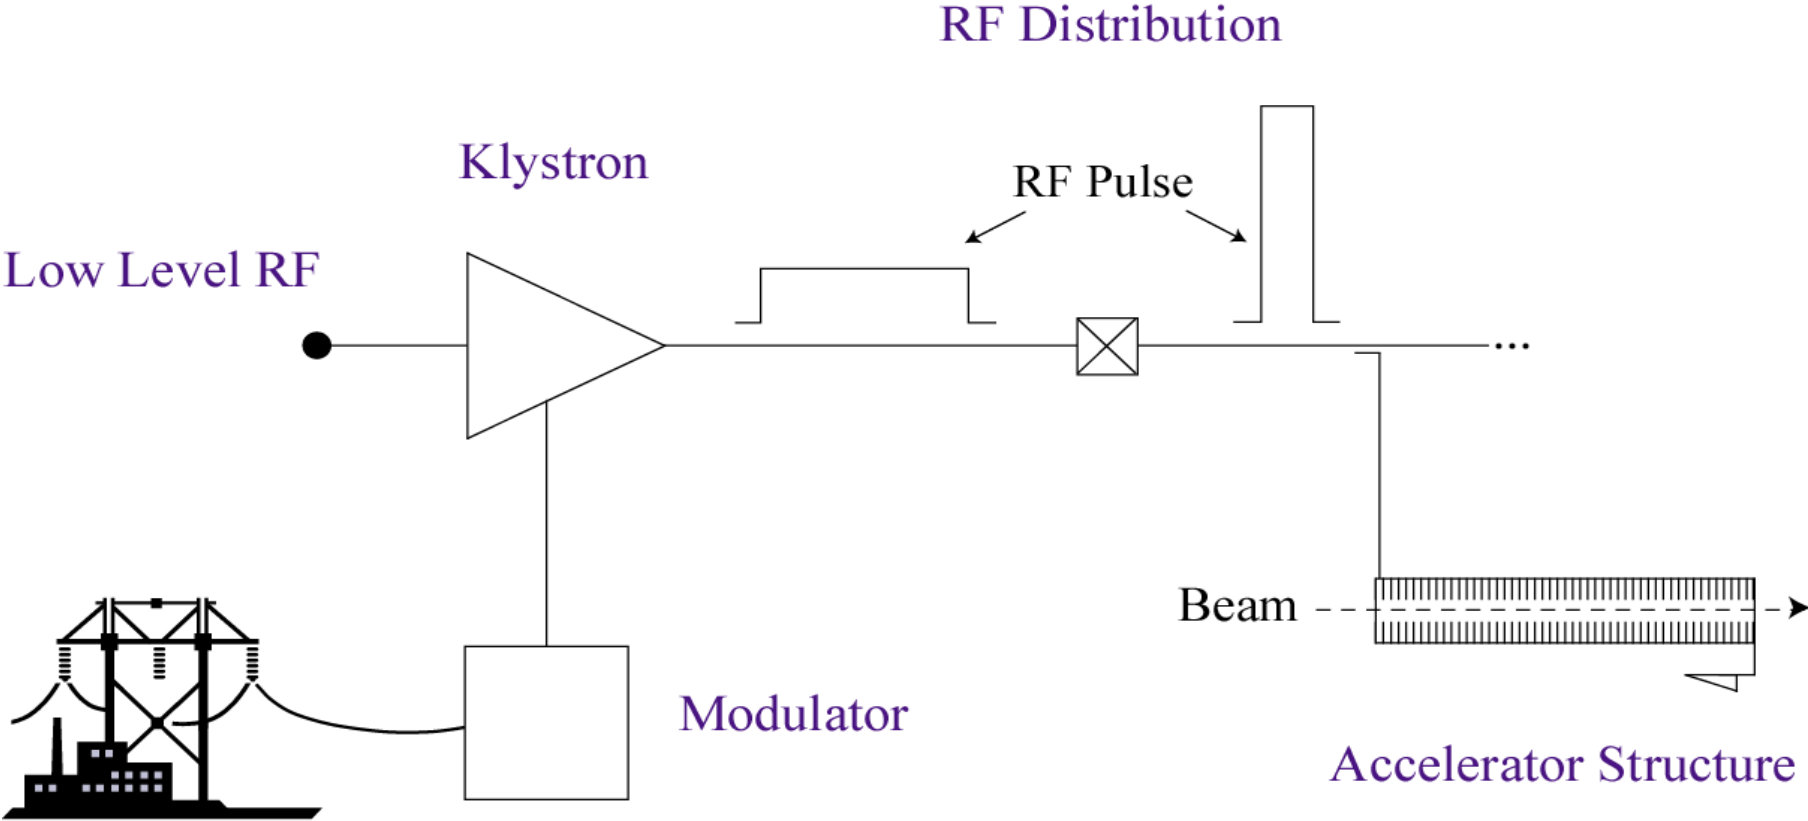 RF Distribution
Klystron
RF Pulse
Low Level RF
...
Beam
Modulator
Accelerator Structure